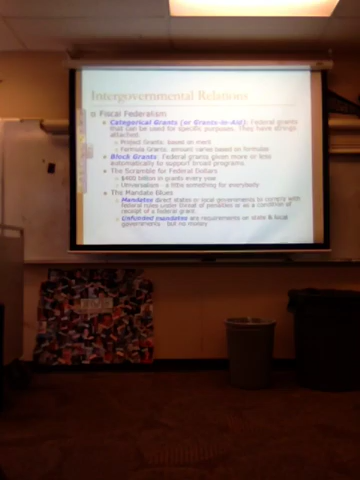 Intergovernmental Relations
Fiscal Federalism
Categorical Grants (or Grants-in-Aid): Federal grants
that can be used for specific purposes. They have strings
attached.
Project Grants: based on merit
Formula Grants: amount varies based on formulas
Block Grants: Federal grants given more or less
automatically to support broad programs.
The Scramble for Federal Dollars
$400 billion in grants every year
Universalism - a little something for everybody
The Mandate Blues
Mandates direct states or local governments to comply with
federal rules under threat of penalties or as a condition of
receipt of a federal grant.
Unfunded mandates are requirements on state & local
governments - but no money